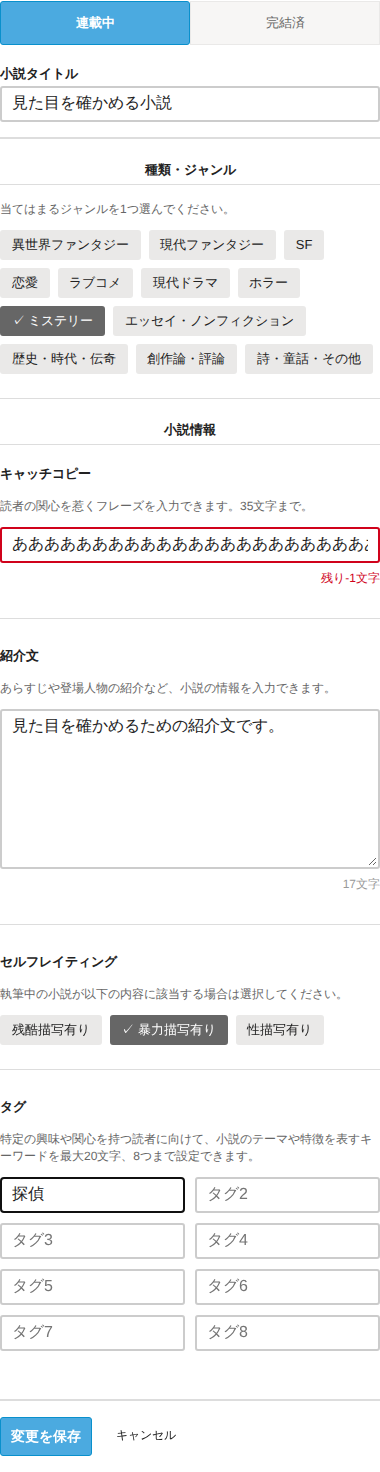 連載中
完結済
小説タイトル
見た目を確かめる小説
種類・ジャンル
当てはまるジャンルを1つ選んでください。
異世界ファンタジー 現代ファンタジー SF
恋愛 ラブコメ 現代ドラマ ホラー
✓ ミステリー エッセイ・ノンフィクション
歴史・時代・伝奇 創作論・評論 詩・童話・その他
小説情報
キャッチコピー
読者の関心を惹くフレーズを入力できます。35文字まで。
ああああああああああああああああああああああ
残り-1文字
紹介文
あらすじや登場人物の紹介など、小説の情報を入力できます。
見た目を確かめるための紹介文です。
17文字
セルフレイティング
執筆中の小説が以下の内容に該当する場合は選択してください。
残酷描写有り ✓ 暴力描写有り 性描写有り
タグ
特定の興味や関心を持つ読者に向けて、小説のテーマや特徴を表すキ
ーワードを最大20文字、8つまで設定できます。
探偵 タグ2
タグ3 タグ4
タグ5 タグ6
タグ7 タグ8
変更を保存 キャンセル